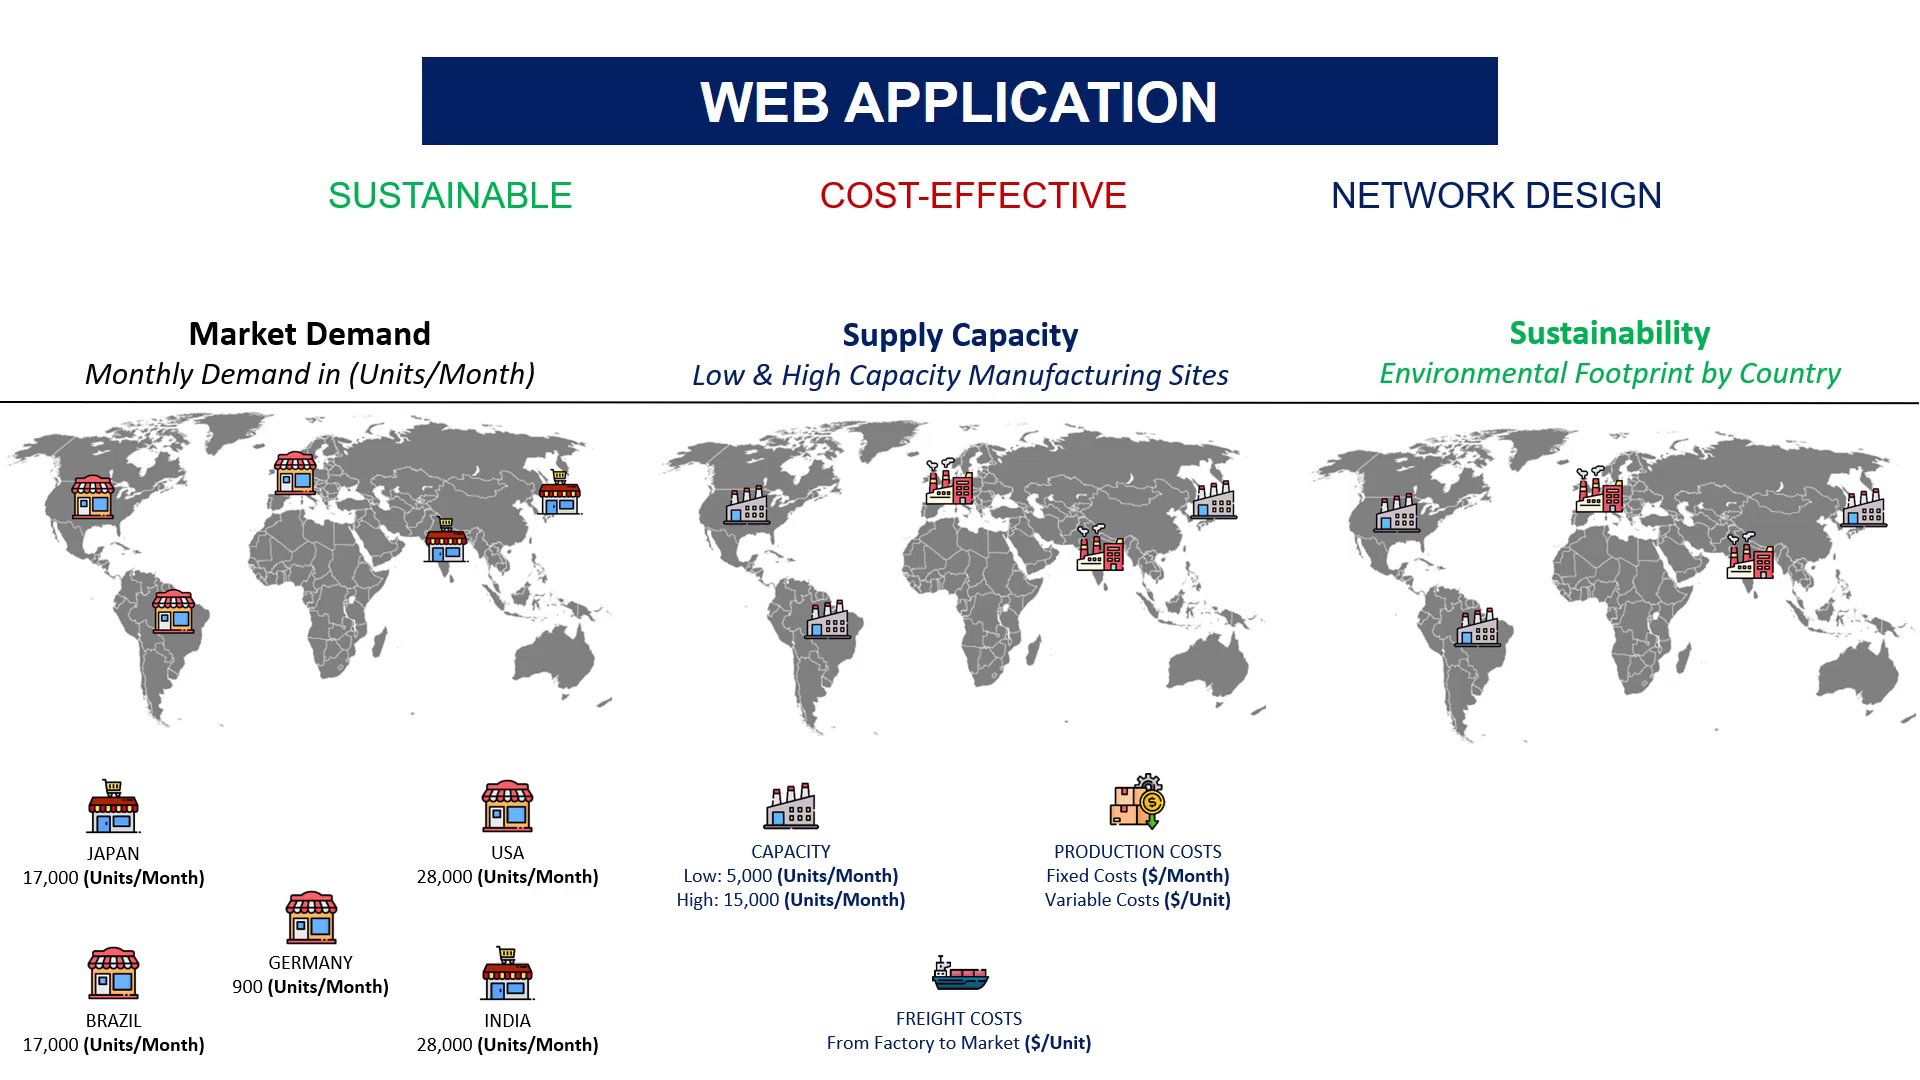 WEB APPLICATION
SUSTAINABLE
COST-EFFECTIVE
NETWORK DESIGN
Market Demand
Monthly Demand in (Units/Month)
Supply Capacity
Low & High Capacity Manufacturing Sites
Sustainability
Environmental Footprint by Country
JAPAN
17,000 (Units/Month)
USA
28,000 (Units/Month)
GERMANY
900 (Units/Month)
BRAZIL
17,000 (Units/Month)
INDIA
28,000 (Units/Month)
CAPACITY
Low: 5,000 (Units/Month)
High: 15,000 (Units/Month)
PRODUCTION COSTS
Fixed Costs ($/Month)
Variable Costs ($/Unit)
FREIGHT COSTS
From Factory to Market ($/Unit)